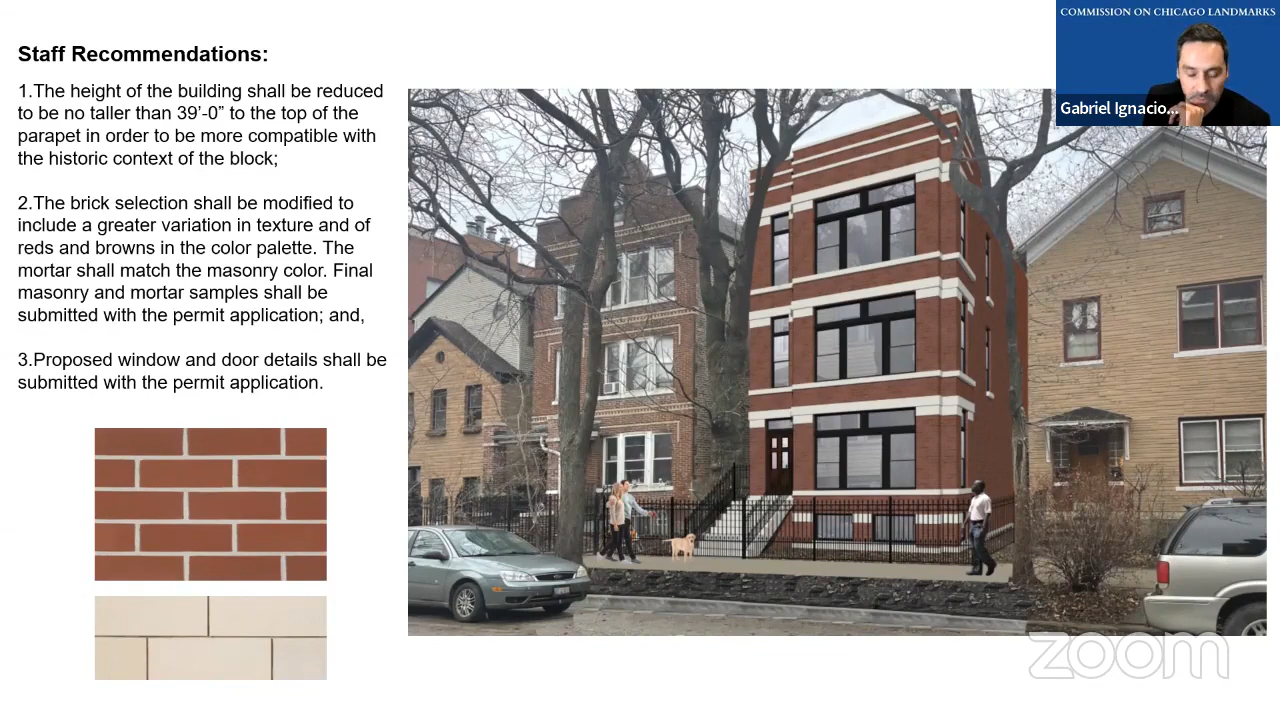 COMMISSION ON CHICAGO LANDMARKS
Staff Recommendations:
1.The height of the building shall be reduced
to be no taller than 39’-0” to the top of the
parapet in order to be more compatible with
the historic context of the block;
2.The brick selection shall be modified to
include a greater variation in texture and of
reds and browns in the color palette. The
mortar shall match the masonry color. Final
masonry and mortar samples shall be
submitted with the permit application; and,
3.Proposed window and door details shall be
submitted with the permit application.
Gabriel Ignacio...
zoom